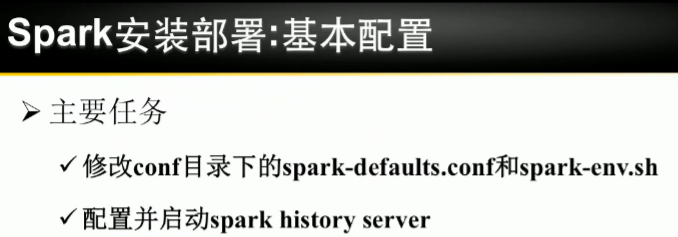 Spark安装部署:基本配置
主要任务
修改conf目录下的spark-defaults.conf和spark-env.sh
配置并启动spark history server